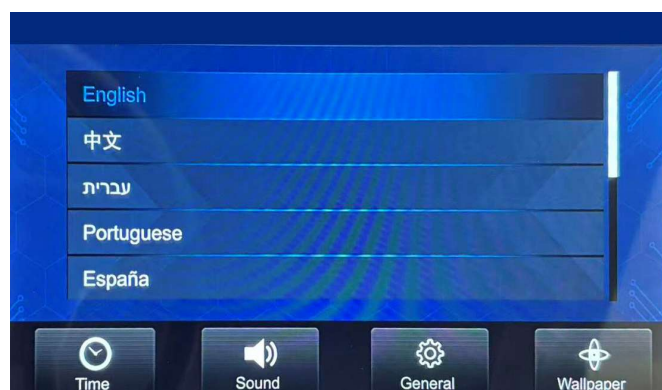 English
中文
עברית
Portuguese
España
Time
Sound
General
Wallpaper